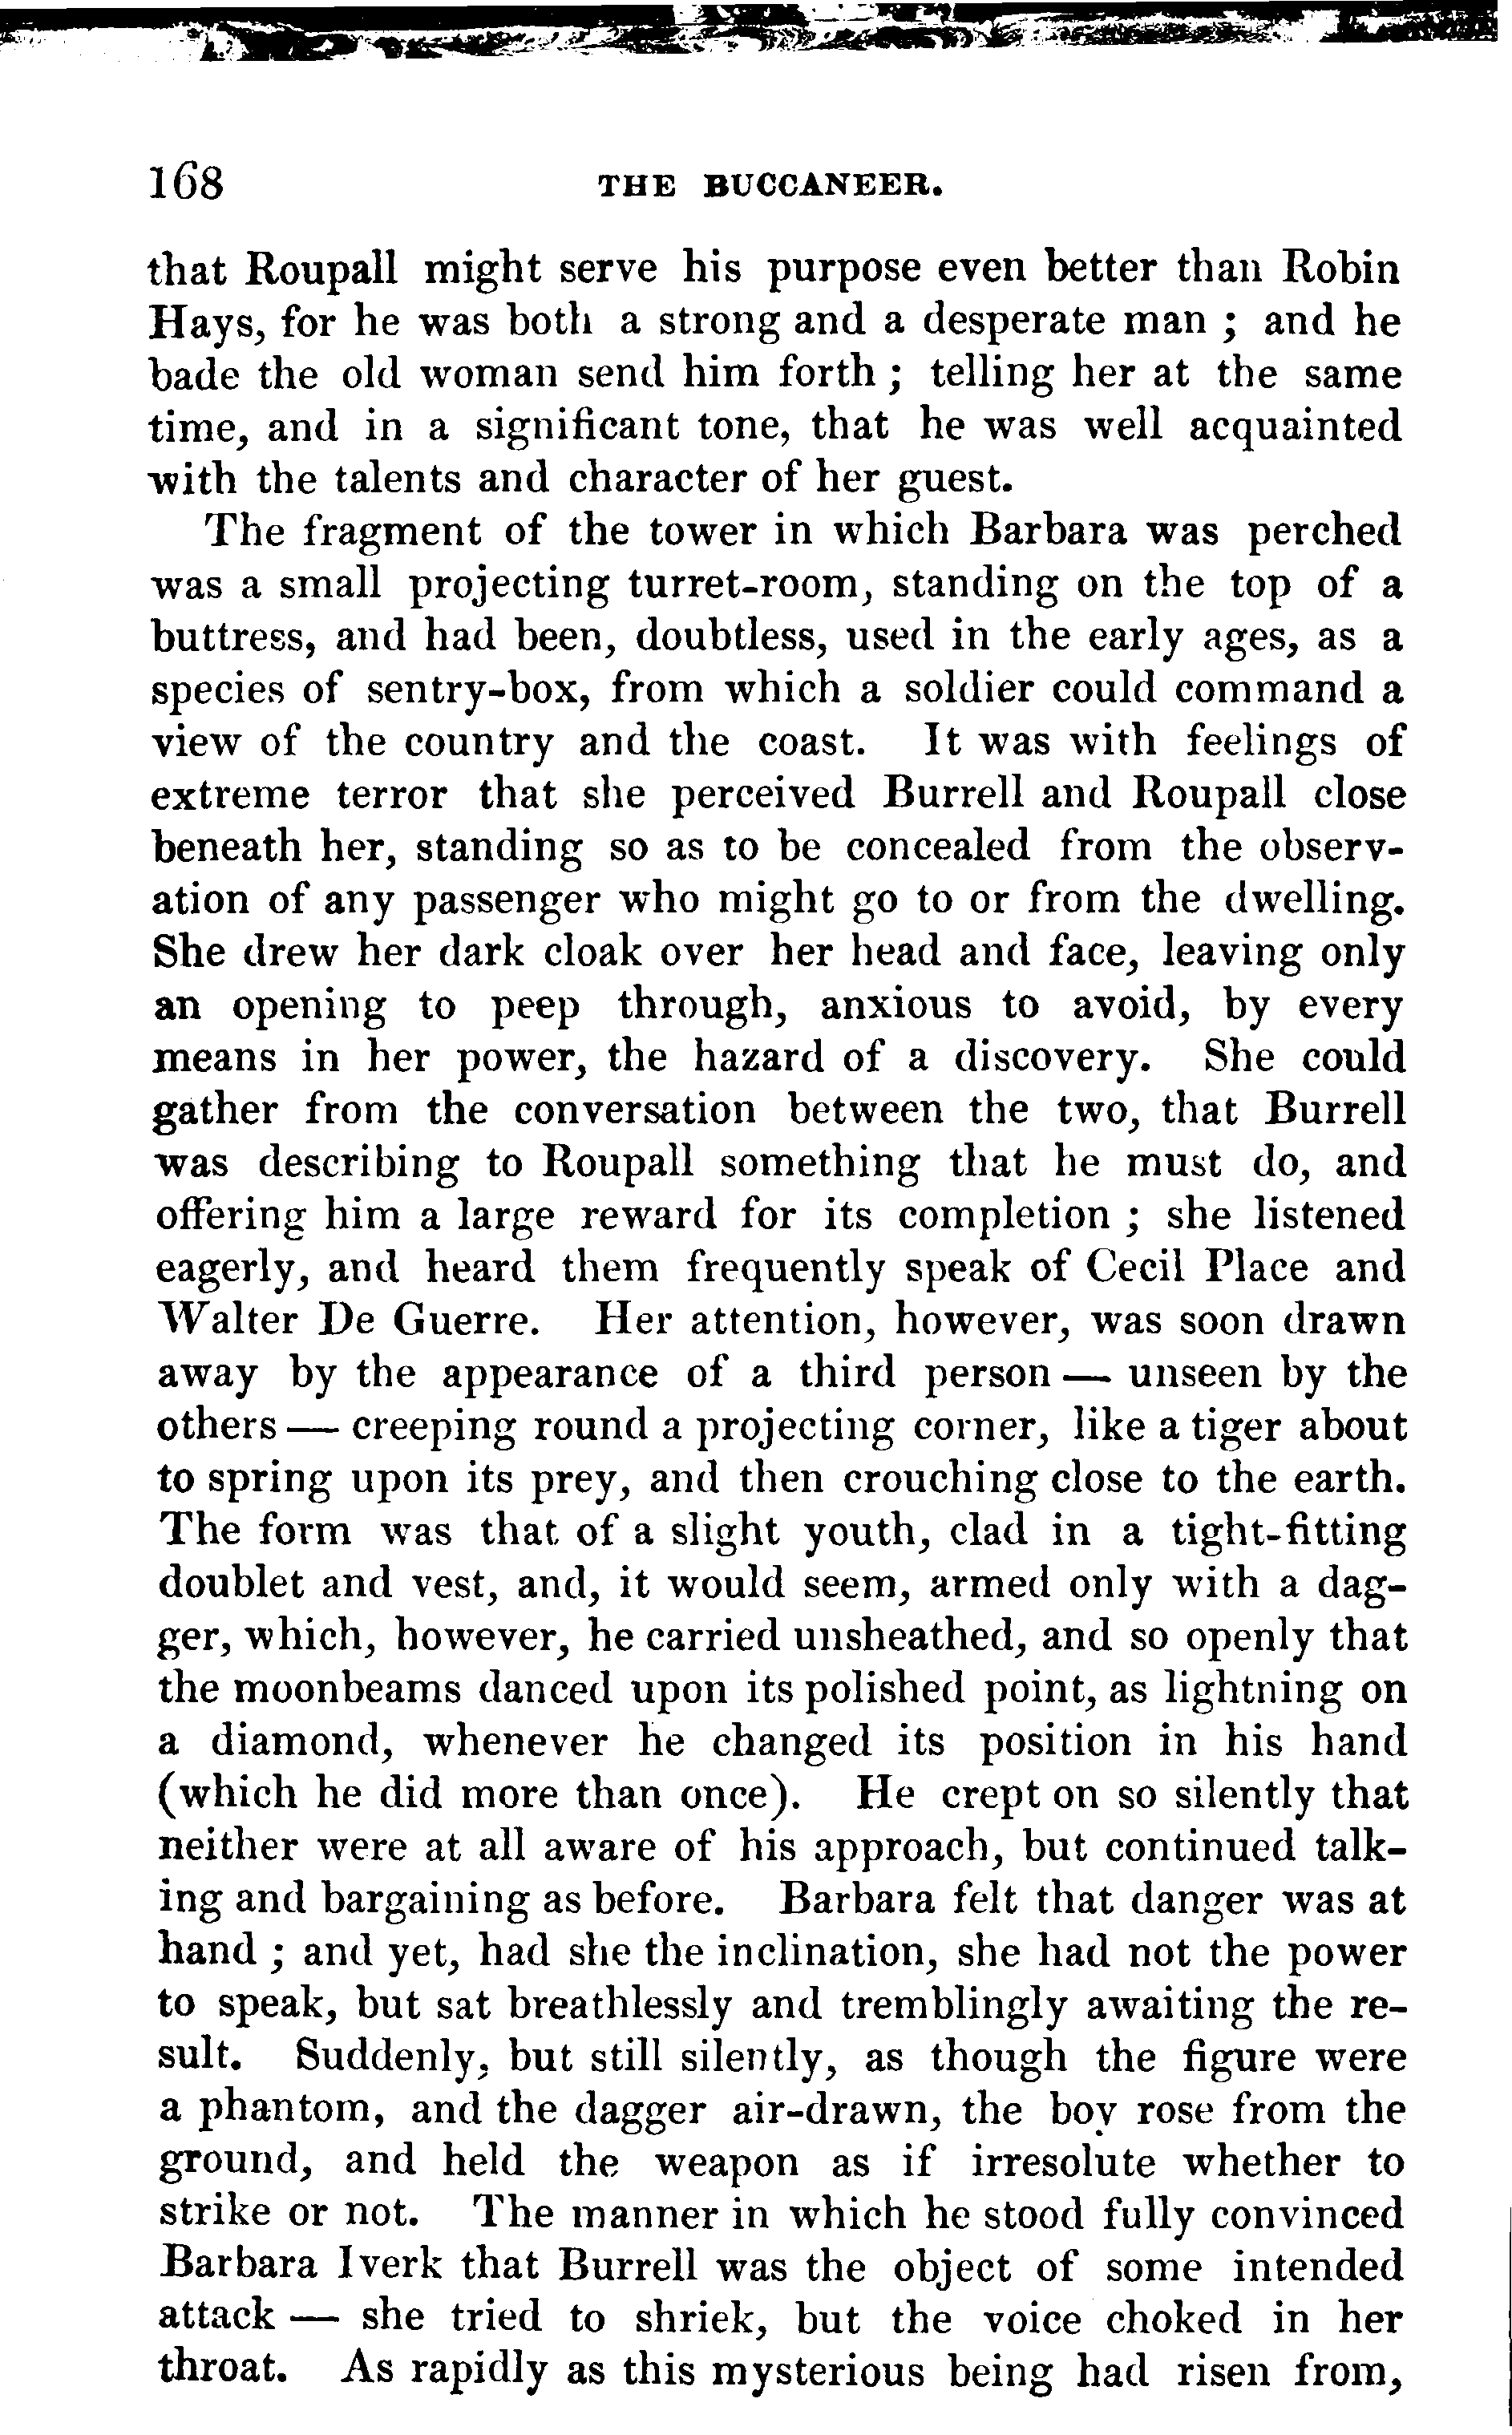 168 THE BUCCANEER.
that Roupall might serve his purpose even better than Robin
Hays, for he was both a strong and a desperate man ; and he
bade the old woman send him forth ; telling her at the same
time, and in a significant tone, that he was well acquainted
with the talents and character of her guest.
The fragment of the tower in which Barbara was perched
was a small projecting turret-room, standing on the top of a
buttress, and had been, doubtless, used in the early ages, as a
species of sentry-box, from which a soldier could command a
view of the country and the coast. It was with feelings of
extreme terror that she perceived Burrell and Roupall close
beneath her, standing so as to be concealed from the observ-
ation of any passenger who might go to or from the dwelling.
She drew her dark cloak over her head and face, leaving only
an opening to peep through, anxious to avoid, by every
means in her power, the hazard of a discovery. She could
gather from the conversation between the two, that Burrell
was describing to Roupall something that he must do, and
offering him a large reward for its completion ; she listened
eagerly, and heard them frequently speak of Cecil Place and
Walter De Guerre. Her attention, however, was soon drawn
away by the appearance of a third person — unseen by the
others — creeping round a projecting corner, like a tiger about
to spring upon its prey, and then crouching close to the earth.
The form was that of a slight youth, clad in a tight-fitting
doublet and vest, and, it would seem, armed only with a dag-
ger, which, however, he carried unsheathed, and so openly that
the moonbeams danced upon its polished point, as lightning on
a diamond, whenever he changed its position in his hand
(which he did more than once). He crept on so silently that
neither were at all aware of his approach, but continued talk-
ing and bargaining as before. Barbara felt that danger was at
hand ; and yet, had she the inclination, she had not the power
to speak, but sat breathlessly and tremblingly awaiting the re-
sult. Suddenly, but still silently, as though the figure were
a phantom, and the dagger air-drawn, the boy rose from the
ground, and held the weapon as if irresolute whether to
strike or not. The manner in which he stood fully convinced
Barbara Iverk that Burrell was the object of some intended
attack — she tried to shriek, but the voice choked in her
throat. As rapidly as this mysterious being had risen from,